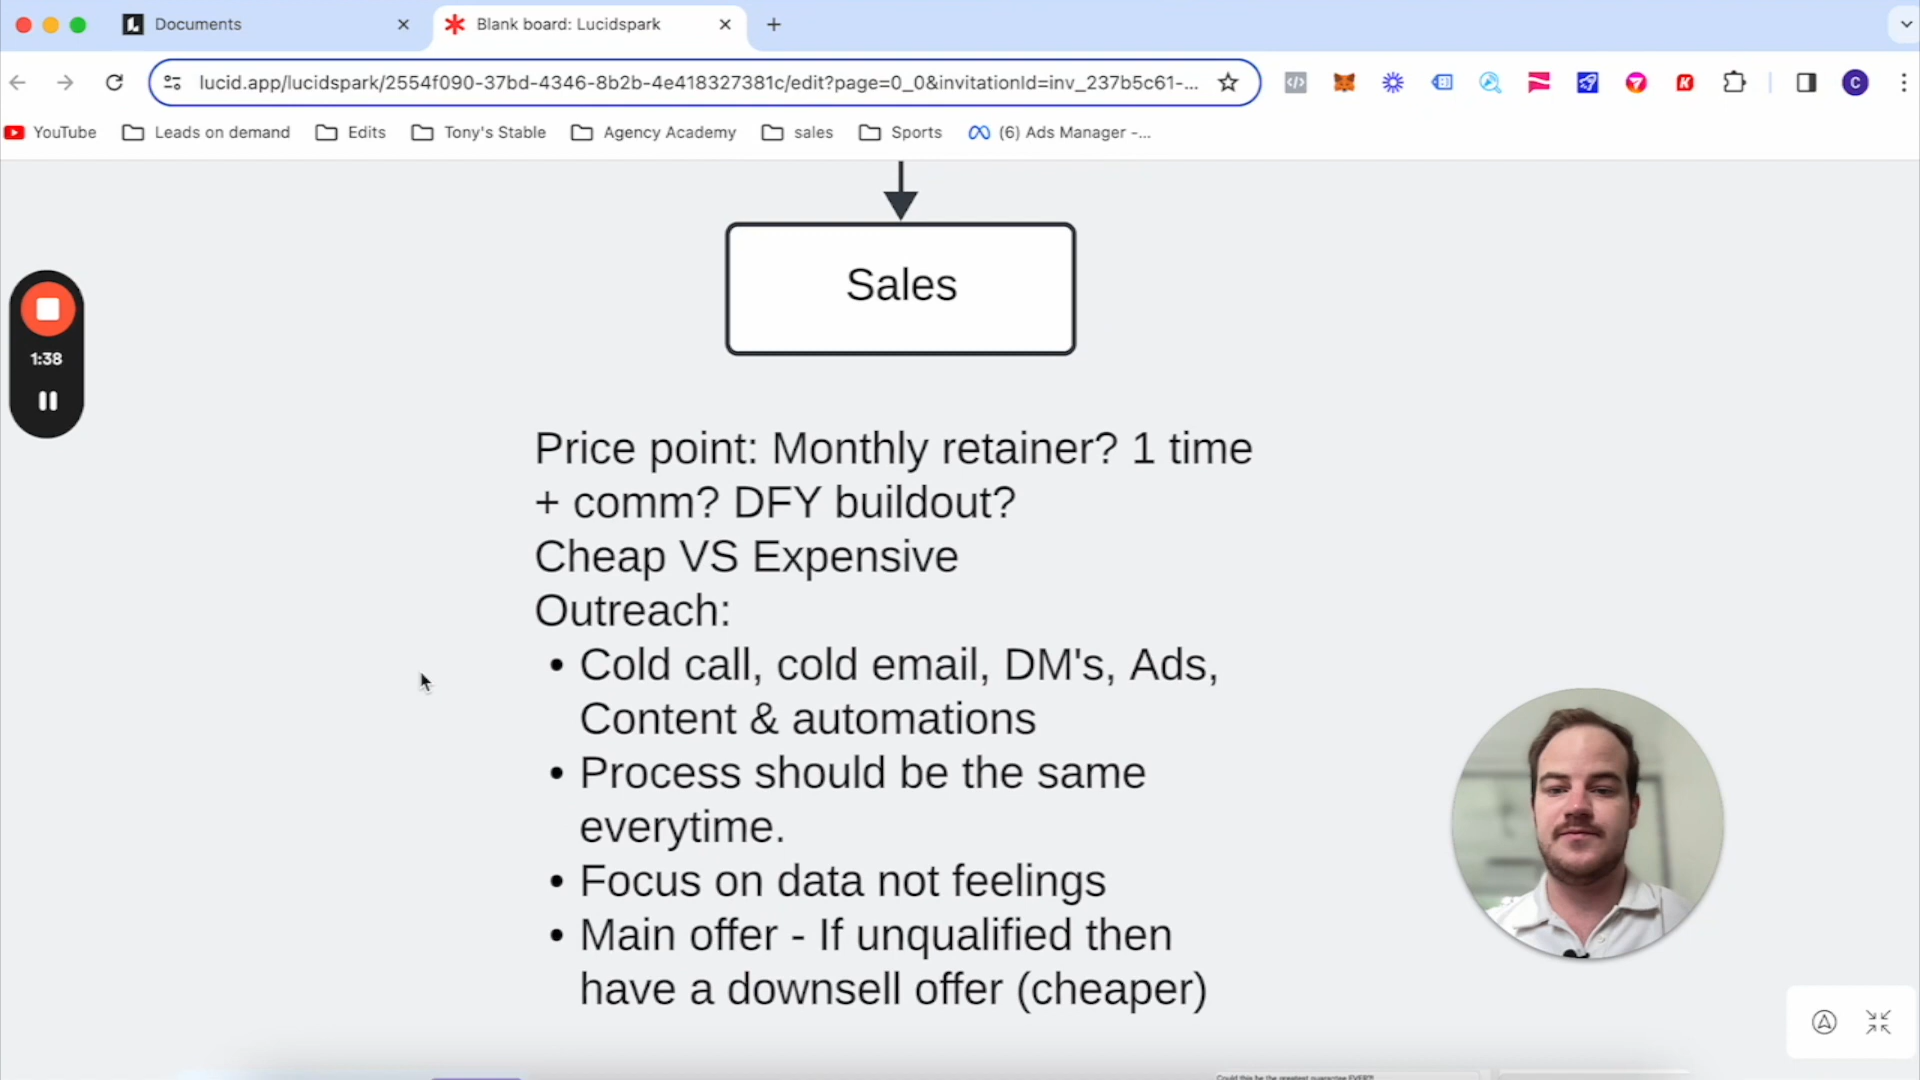 Documents
Blank board: Lucidspark
lucid.app/lucidspark/2554f090-37bd-4346-8b2b-4e418327381c/edit?page=0_0&invitationId=inv_237b5c61-...
C
YouTube
Leads on demand
Edits
Tony's Stable
Agency Academy
sales
Sports
(6) Ads Manager -...
Sales
1:38
Price point: Monthly retainer? 1 time
+ comm? DFY buildout?
Cheap VS Expensive
Outreach:
• Cold call, cold email, DM's, Ads,
Content & automations
• Process should be the same
everytime.
• Focus on data not feelings
• Main offer - If unqualified then
have a downsell offer (cheaper)